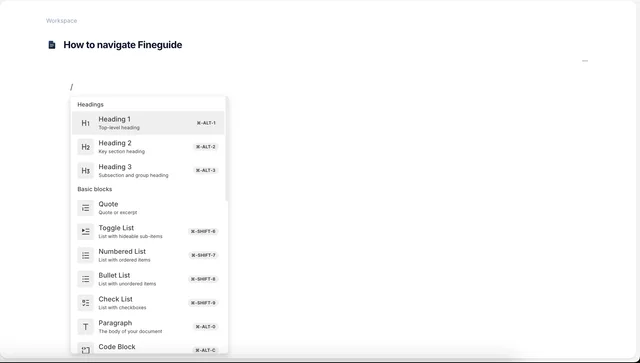 Workspace
How to navigate Fineguide
/
Headings
H1 Heading 1 ⌘-ALT-1
Top-level heading
H2 Heading 2 ⌘-ALT-2
Key section heading
H3 Heading 3 ⌘-ALT-3
Subsection and group heading
Basic blocks
Quote
Quote or excerpt
Toggle List ⌘-SHIFT-6
List with hideable sub-items
Numbered List ⌘-SHIFT-7
List with ordered items
Bullet List ⌘-SHIFT-8
List with unordered items
Check List ⌘-SHIFT-9
List with checkboxes
T Paragraph ⌘-ALT-0
The body of your document
Code Block ⌘-ALT-C